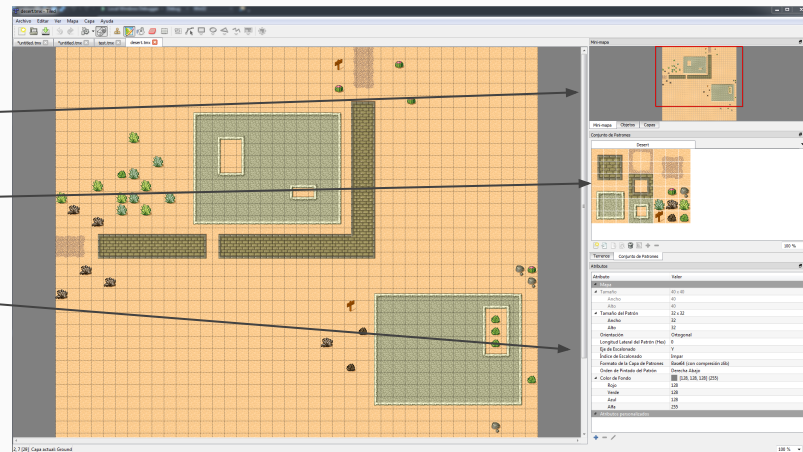 desert.tmx - Tiled
Archivo Editar Ver Mapa Capa Ayuda
*untitled.tmx *untitled.tmx test.tmx desert.tmx
Mini-mapa
Mini-mapa Objetos Capas
Conjunto de Patrones
Desert
100 %
Terrenos Conjunto de Patrones
Atributos
Atributo Valor
Mapa
Tamaño 40 x 40
Ancho 40
Alto 40
Tamaño del Patrón 32 x 32
Ancho 32
Alto 32
Orientación Ortogonal
Longitud Lateral del Patrón (Hex) 0
Eje de Escalonado Y
Índice de Escalonado Impar
Formato de la Capa de Patrones Base64 (con compresión zlib)
Orden de Pintado del Patrón Derecha Abajo
Color de Fondo [128, 128, 128] (255)
Rojo 128
Verde 128
Azul 128
Alfa 255
Atributos personalizados
2, 7 [29] Capa actual: Ground
100 %